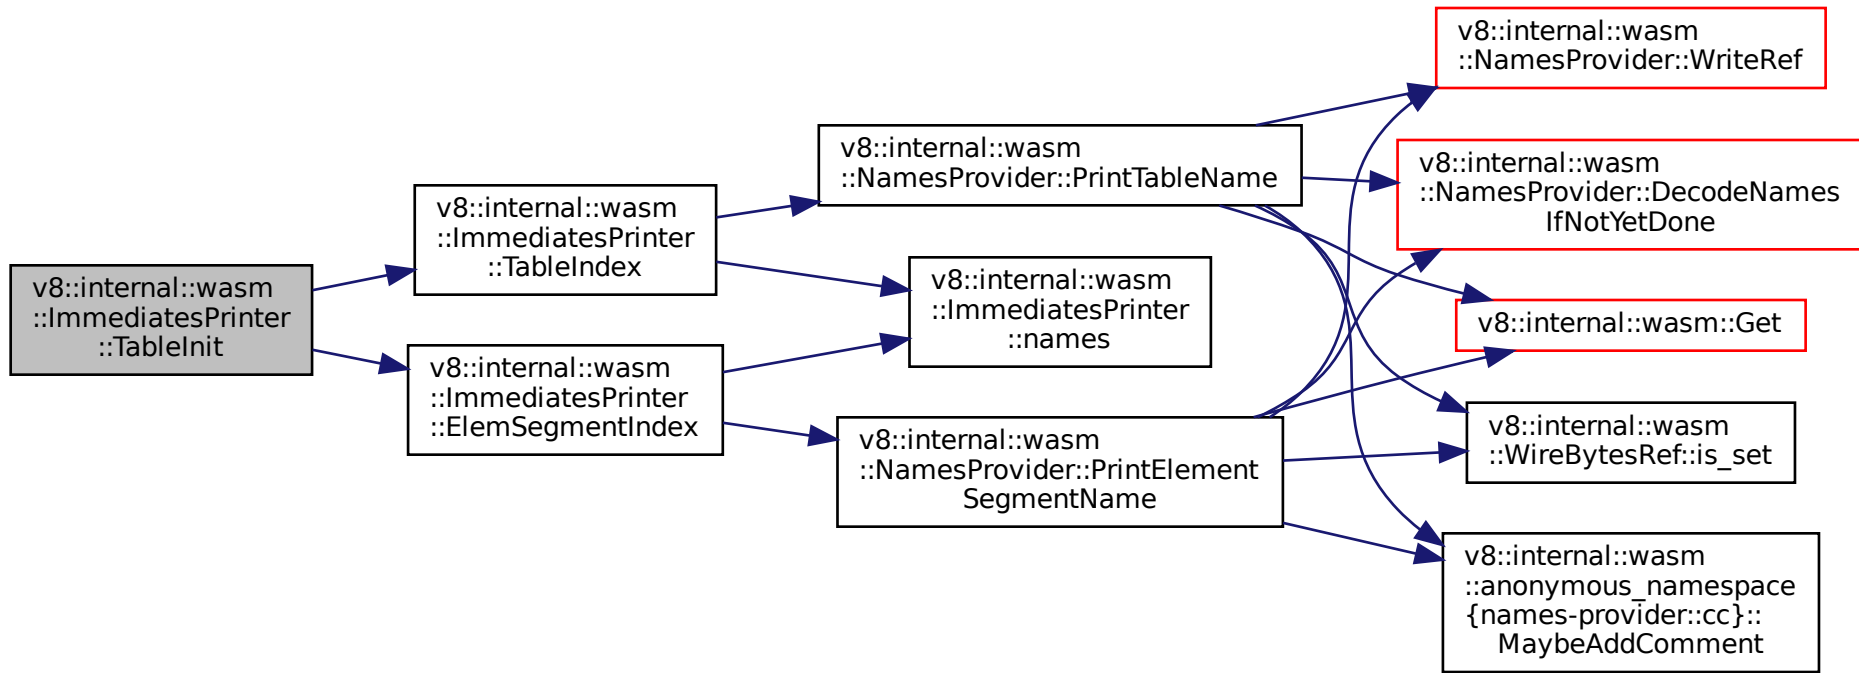 v8::internal::wasm
::ImmediatesPrinter
::TableInit
v8::internal::wasm
::ImmediatesPrinter
::TableIndex
v8::internal::wasm
::ImmediatesPrinter
::ElemSegmentIndex
v8::internal::wasm
::NamesProvider::PrintTableName
v8::internal::wasm
::ImmediatesPrinter
::names
v8::internal::wasm
::NamesProvider::PrintElement
SegmentName
v8::internal::wasm
::NamesProvider::WriteRef
v8::internal::wasm
::NamesProvider::DecodeNames
IfNotYetDone
v8::internal::wasm::Get
v8::internal::wasm
::WireBytesRef::is_set
v8::internal::wasm
::anonymous_namespace
{names-provider::cc}::
MaybeAddComment